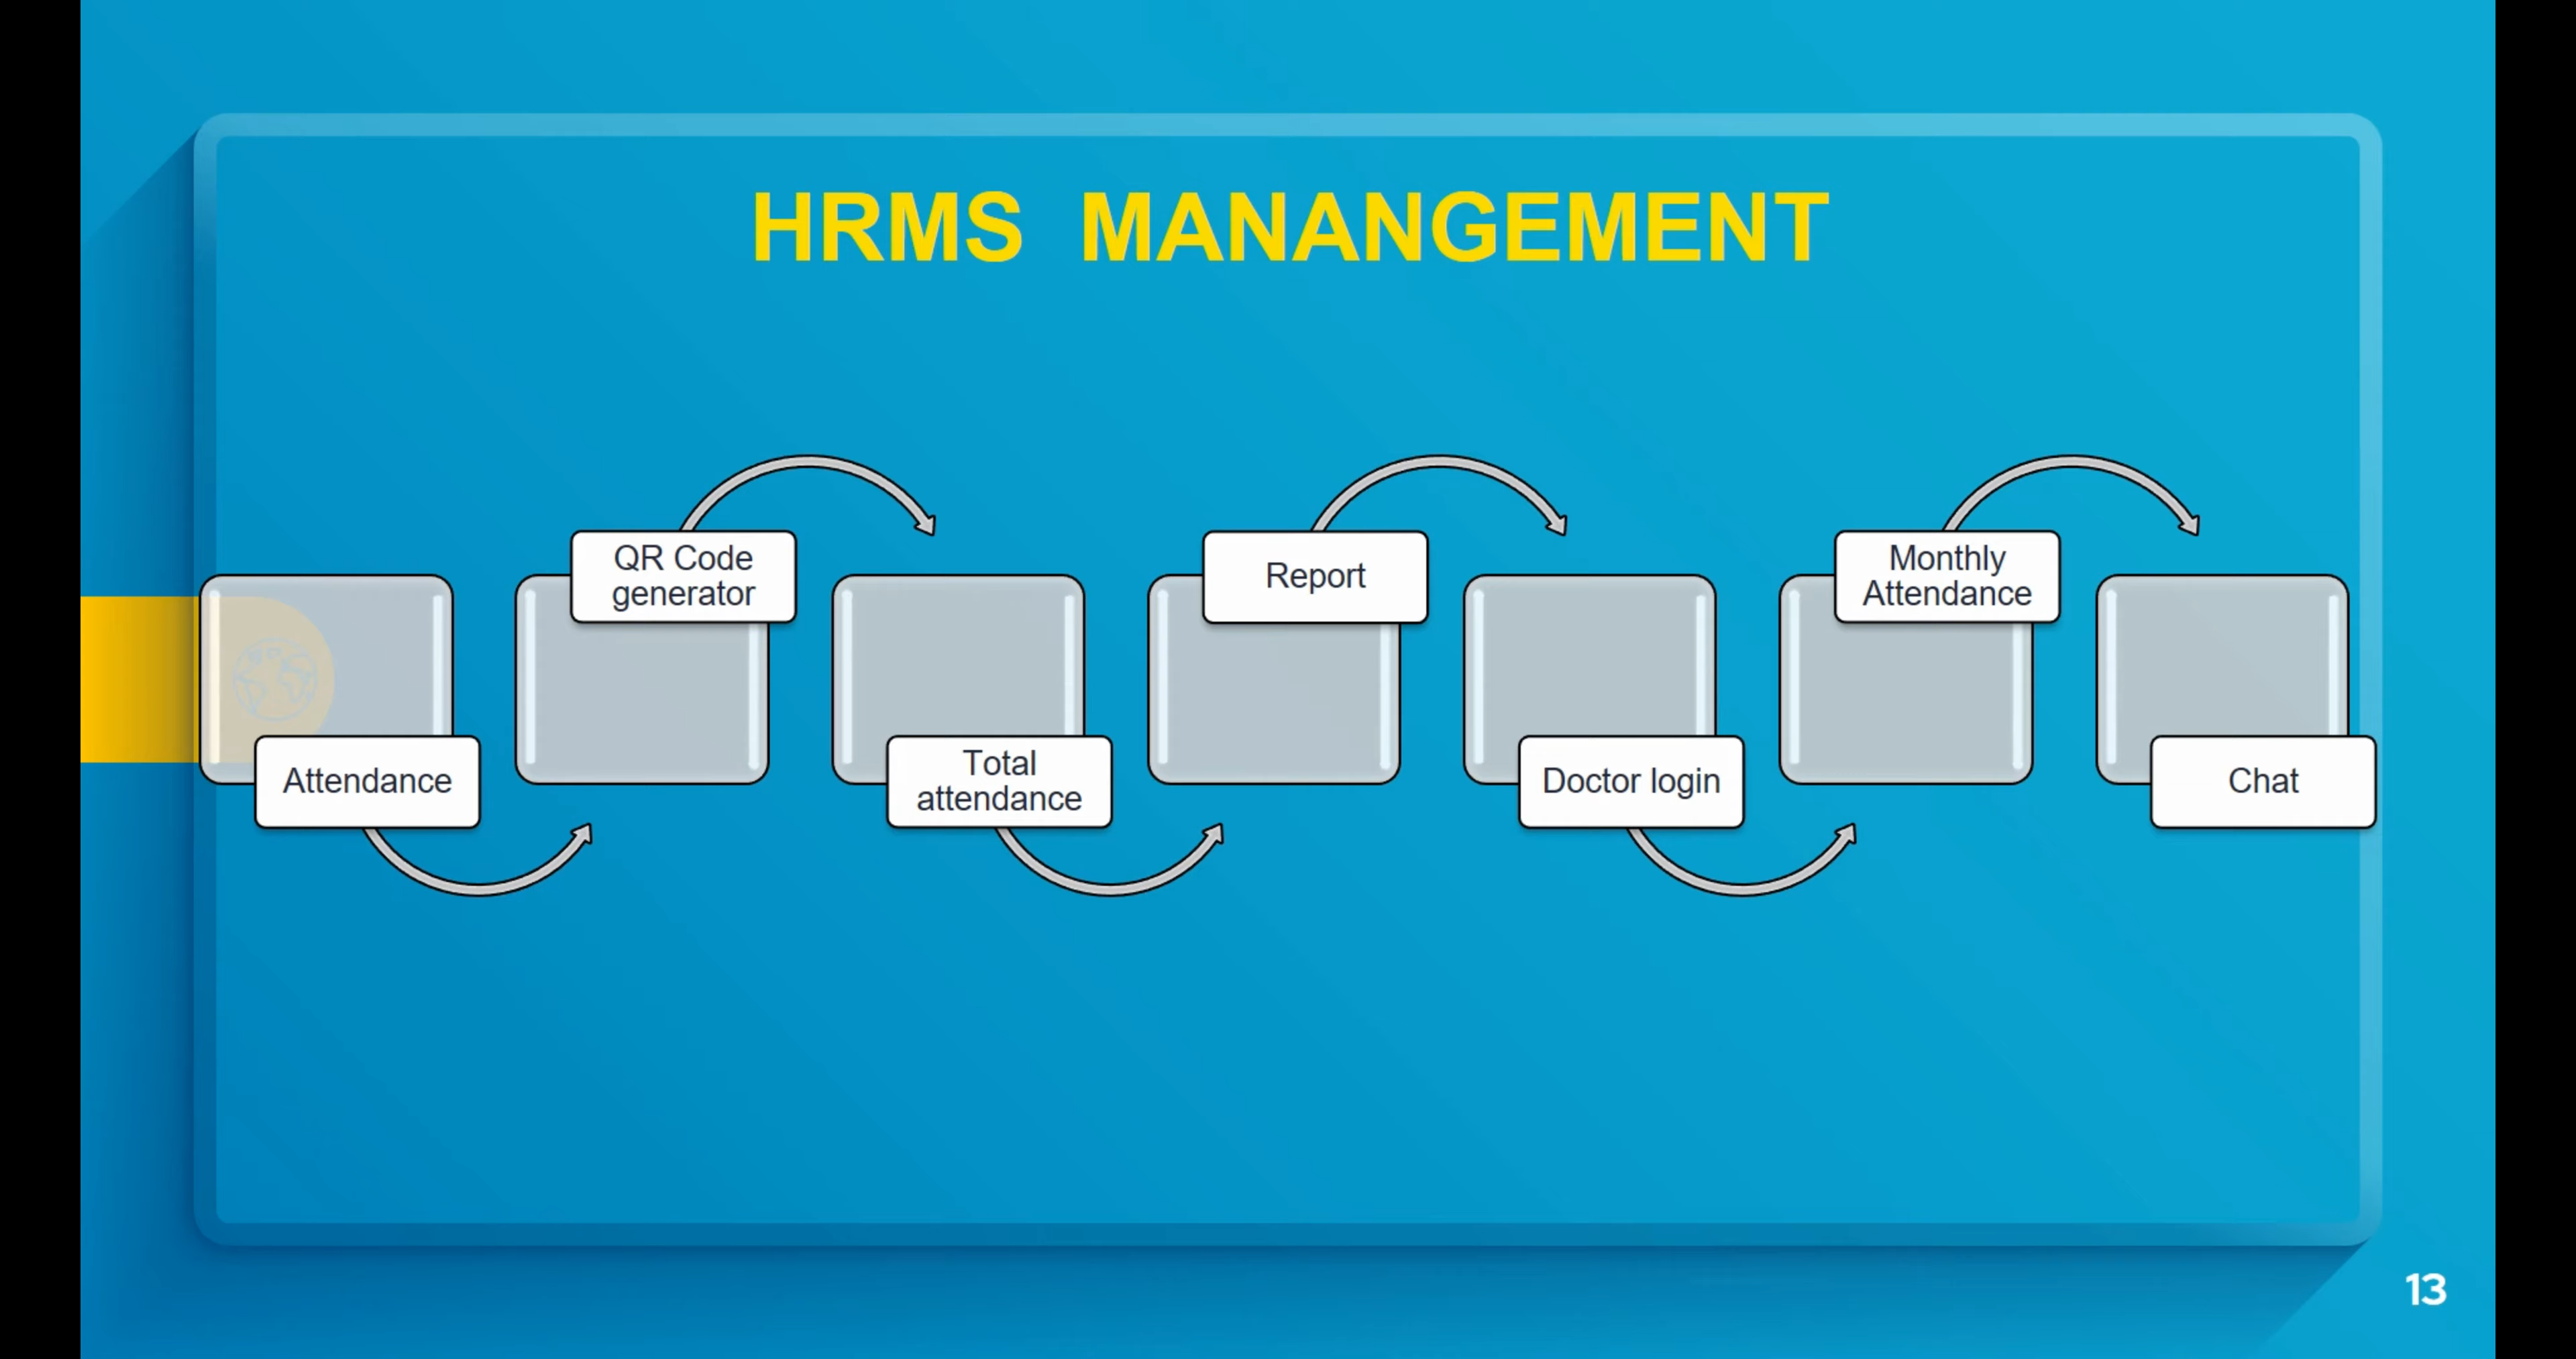 HRMS MANANGEMENT
Attendance
QR Code
generator
Total
attendance
Report
Doctor login
Monthly
Attendance
Chat
13